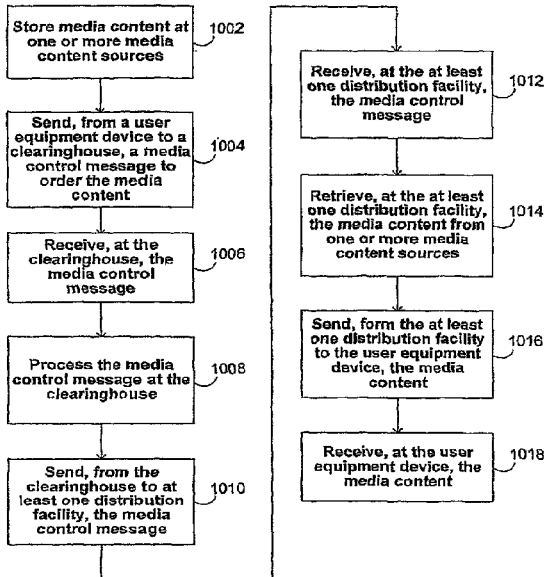 Store media content at
one or more media
content sources
1002
Send, from a user
equipment device to a
clearinghouse, a media
control message to
order the media
content
1004
Receive, at the
clearinghouse, the
media control
message
1006
Process the media
control message at the
clearinghouse
1008
Send, from the
clearinghouse to at
least one distribution
facility, the media
control message
1010
Receive, at the at least
one distribution facility,
the media control
message
1012
Retrieve, at the at least
one distribution facility,
the media content from
one or more media
content sources
1014
Send, form the at least
one distribution facility
to the user equipment
device, the media
content
1016
Receive, at the user
equipment device, the
media content
1018